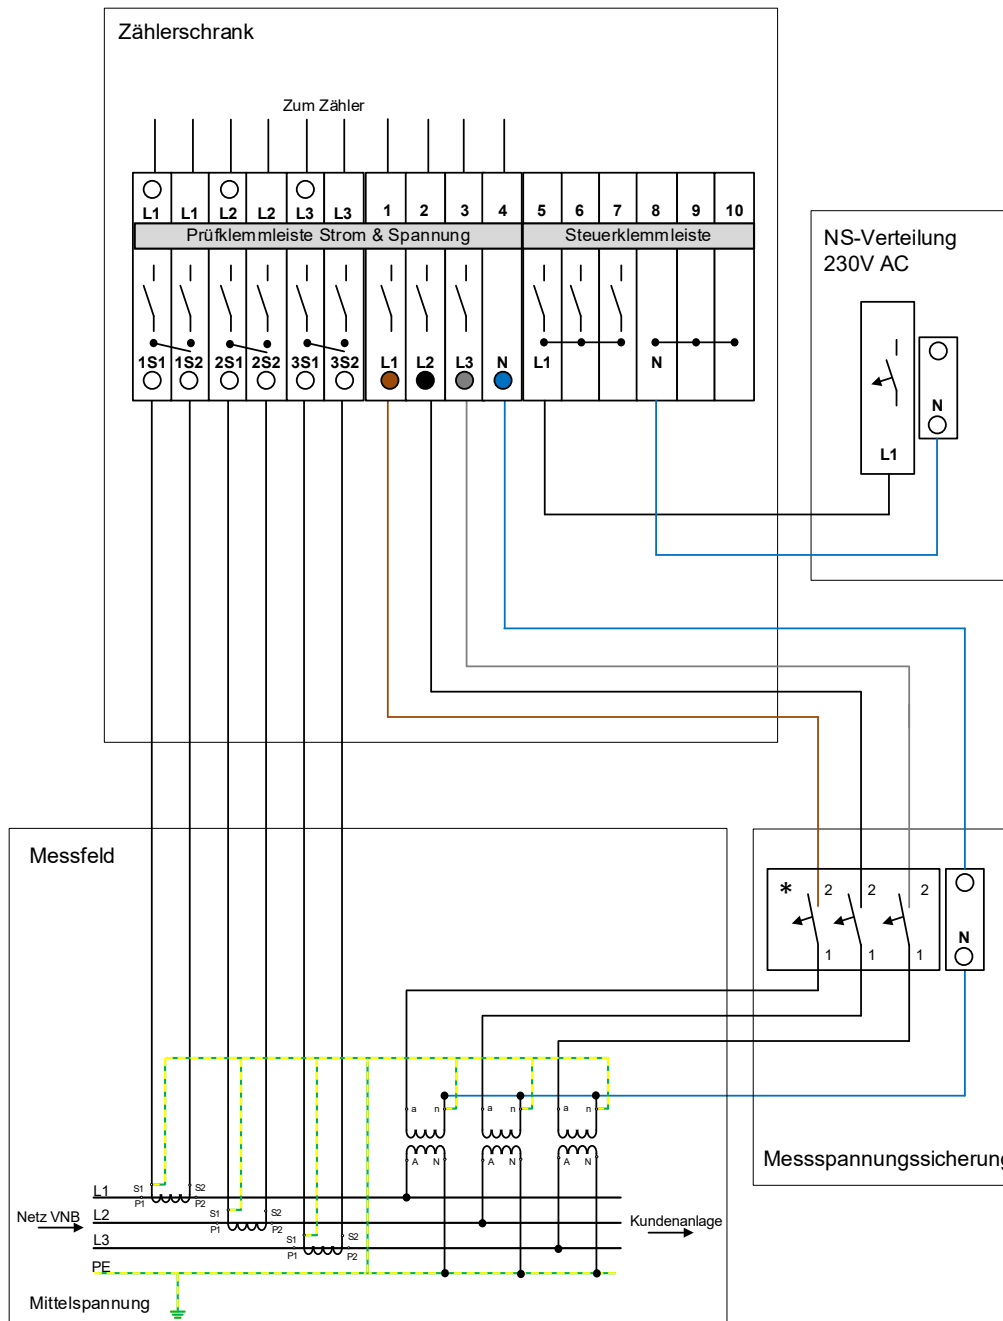 Zählerschrank
Zum Zähler
L1 L1 L2 L2 L3 L3 1 2 3 4 5 6 7 8 9 10
Prüfklemmleiste Strom & Spannung Steuerklemmleiste
1S1 1S2 2S1 2S2 3S1 3S2 L1 L2 L3 N L1 N
NS-Verteilung
230V AC
N
L1
Messfeld
* 2 2 2
1 1 1
N
Messspannungssicherung
a n a n a n
A N A N A N
L1 S1 S2
P1 P2
Netz VNB L2 S1 S2
P1 P2
Kundenanlage
L3 S1 S2
P1 P2
PE
Mittelspannung